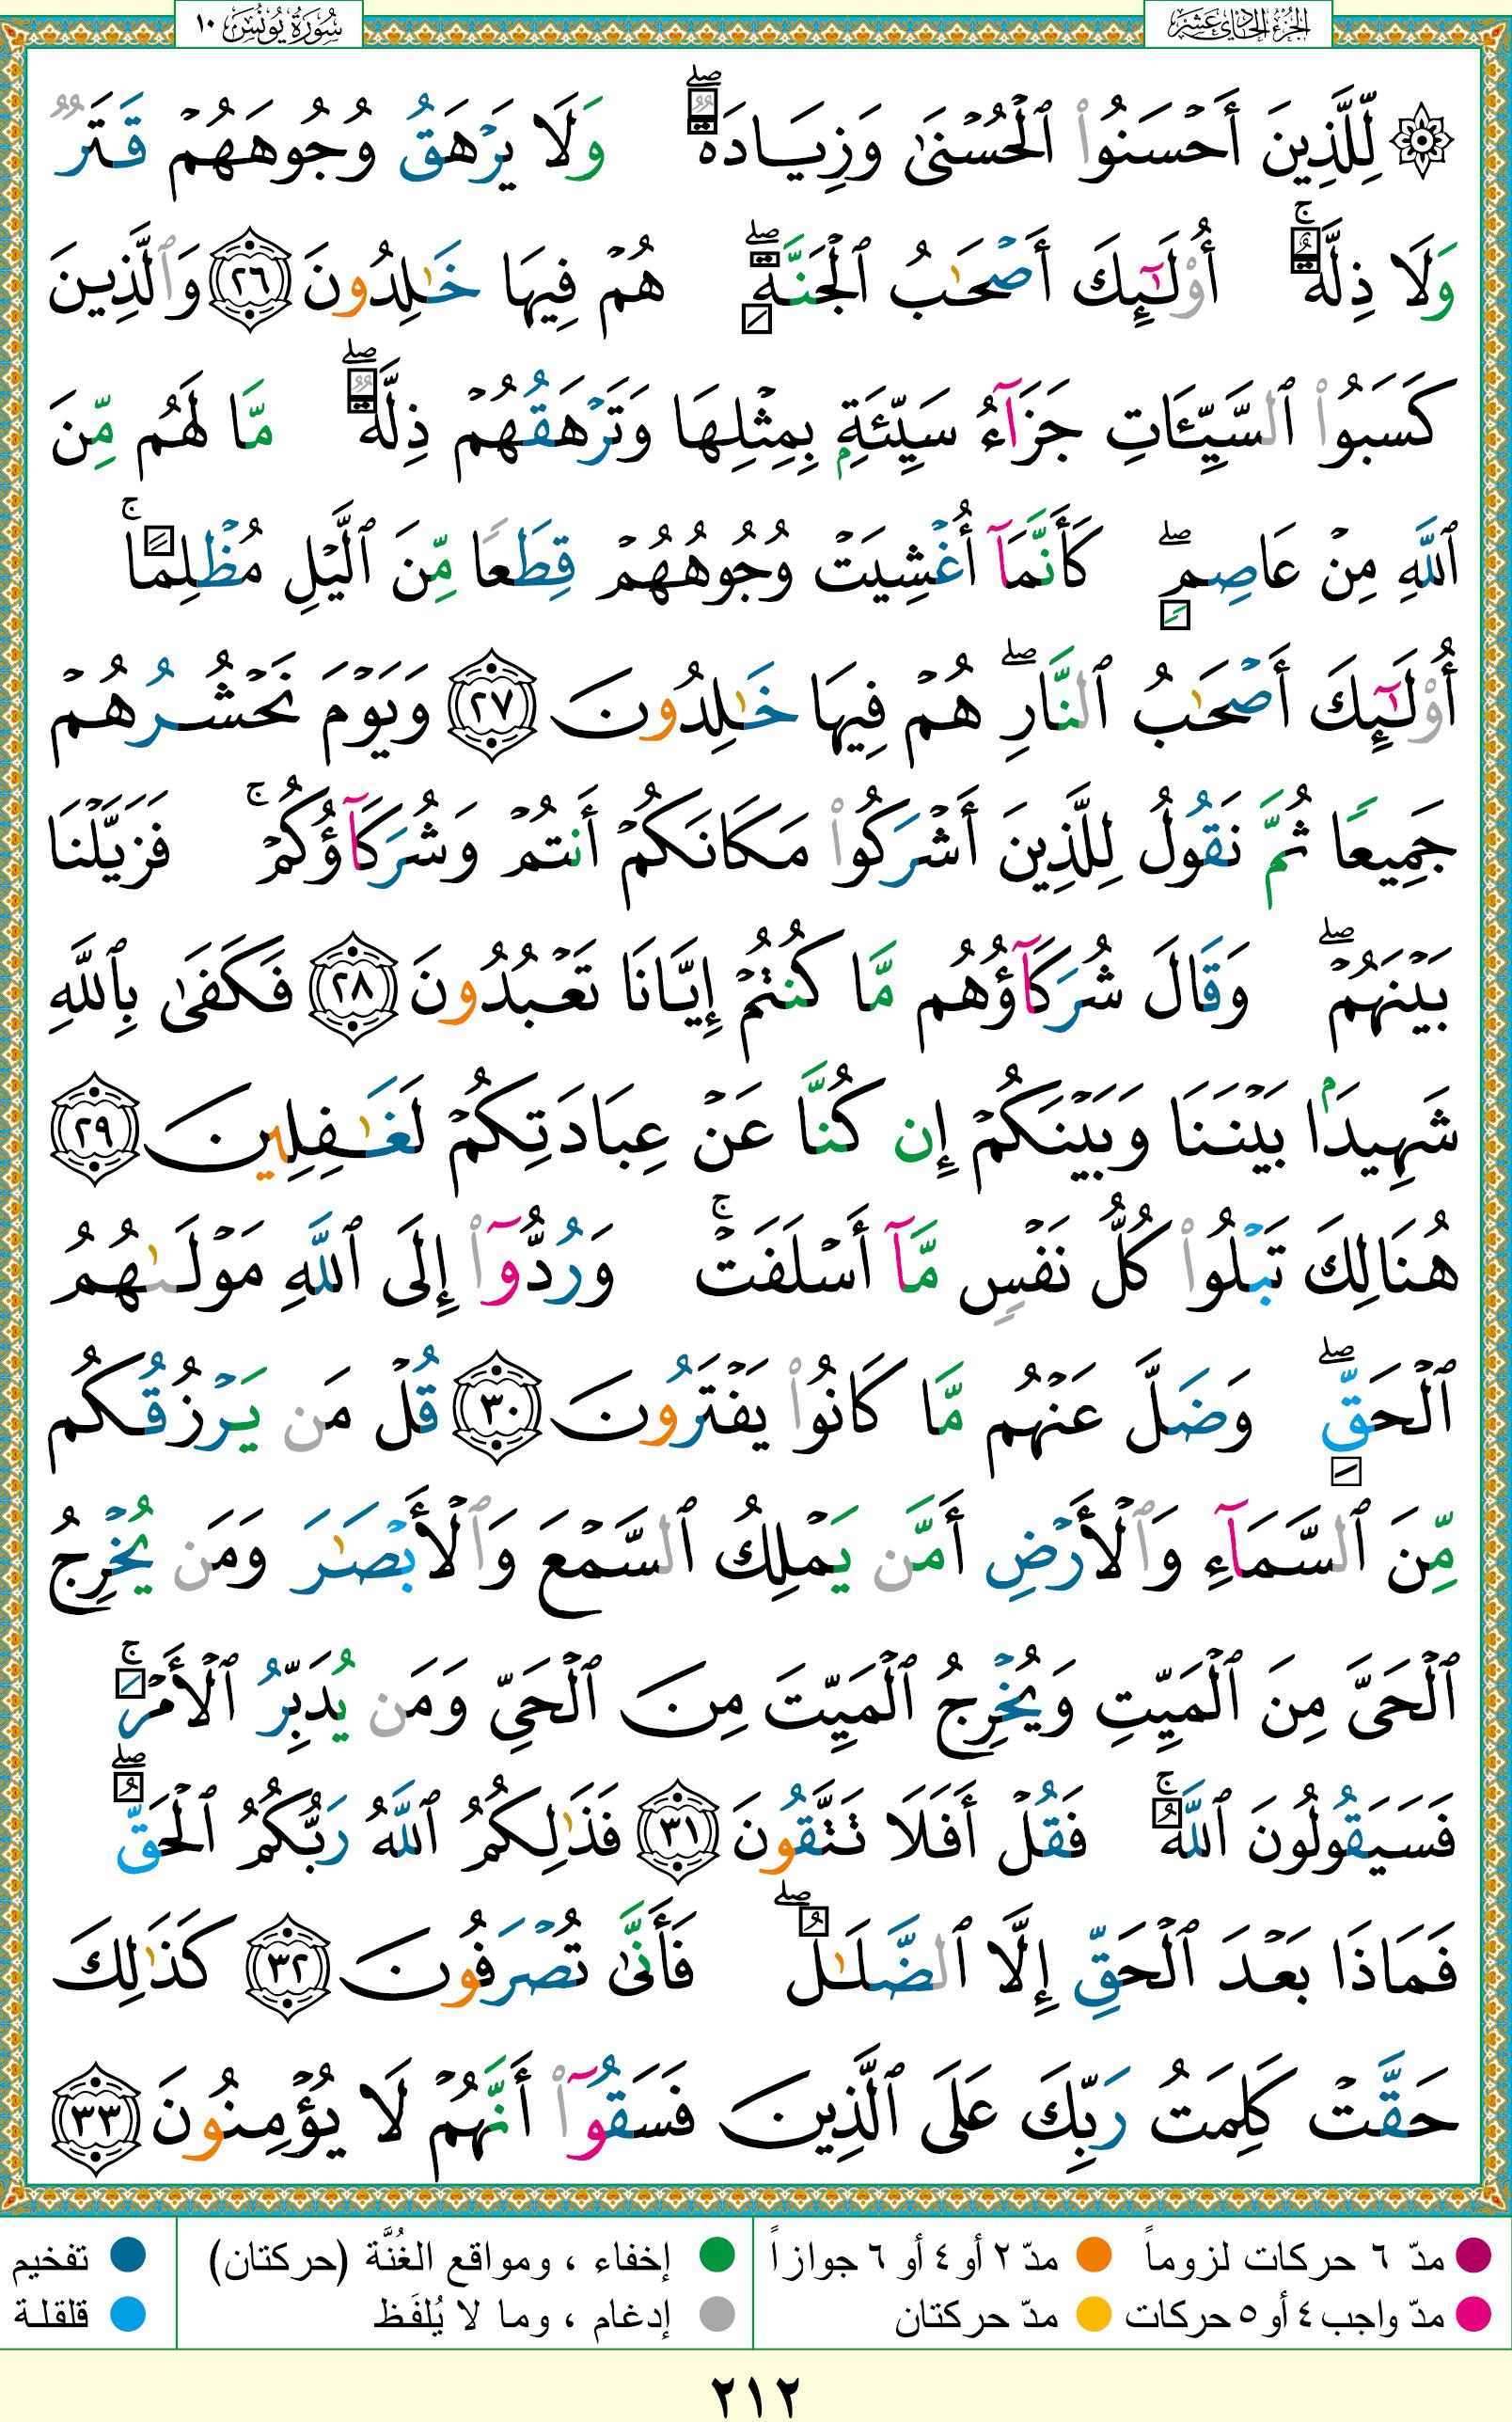 سُورَةُ يُونُسَ ١٠
الجُزْءُ الحَادِي عَشَرَ
۞ لِّلَّذِينَ أَحۡسَنُواْ ٱلۡحُسۡنَىٰ وَزِيَادَةٞۖ وَلَا يَرۡهَقُ وُجُوهَهُمۡ قَتَرٞ
وَلَا ذِلَّةٌۚ أُوْلَٰٓئِكَ أَصۡحَٰبُ ٱلۡجَنَّةِۖ هُمۡ فِيهَا خَٰلِدُونَ ٢٦ وَٱلَّذِينَ
كَسَبُواْ ٱلسَّيِّـَٔاتِ جَزَآءُ سَيِّئَةِۭ بِمِثۡلِهَا وَتَرۡهَقُهُمۡ ذِلَّةٞۖ مَّا لَهُم مِّنَ
ٱللَّهِ مِنۡ عَاصِمٖۖ كَأَنَّمَآ أُغۡشِيَتۡ وُجُوهُهُمۡ قِطَعٗا مِّنَ ٱلَّيۡلِ مُظۡلِمًاۚ
أُوْلَٰٓئِكَ أَصۡحَٰبُ ٱلنَّارِۖ هُمۡ فِيهَا خَٰلِدُونَ ٢٧ وَيَوۡمَ نَحۡشُرُهُمۡ
جَمِيعٗا ثُمَّ نَقُولُ لِلَّذِينَ أَشۡرَكُواْ مَكَانَكُمۡ أَنتُمۡ وَشُرَكَآؤُكُمۡۚ فَزَيَّلۡنَا
بَيۡنَهُمۡۖ وَقَالَ شُرَكَآؤُهُم مَّا كُنتُمۡ إِيَّانَا تَعۡبُدُونَ ٢٨ فَكَفَىٰ بِٱللَّهِ
شَهِيدَۢا بَيۡنَنَا وَبَيۡنَكُمۡ إِن كُنَّا عَنۡ عِبَادَتِكُمۡ لَغَٰفِلِينَ ٢٩
هُنَالِكَ تَبۡلُواْ كُلُّ نَفۡسٖ مَّآ أَسۡلَفَتۡۚ وَرُدُّوٓاْ إِلَى ٱللَّهِ مَوۡلَىٰهُمُ
ٱلۡحَقِّۖ وَضَلَّ عَنۡهُم مَّا كَانُواْ يَفۡتَرُونَ ٣٠ قُلۡ مَن يَرۡزُقُكُم
مِّنَ ٱلسَّمَآءِ وَٱلۡأَرۡضِ أَمَّن يَمۡلِكُ ٱلسَّمۡعَ وَٱلۡأَبۡصَٰرَ وَمَن يُخۡرِجُ
ٱلۡحَيَّ مِنَ ٱلۡمَيِّتِ وَيُخۡرِجُ ٱلۡمَيِّتَ مِنَ ٱلۡحَيِّ وَمَن يُدَبِّرُ ٱلۡأَمۡرَۚ
فَسَيَقُولُونَ ٱللَّهُۚ فَقُلۡ أَفَلَا تَتَّقُونَ ٣١ فَذَٰلِكُمُ ٱللَّهُ رَبُّكُمُ ٱلۡحَقُّۖ
فَمَاذَا بَعۡدَ ٱلۡحَقِّ إِلَّا ٱلضَّلَٰلُۖ فَأَنَّىٰ تُصۡرَفُونَ ٣٢ كَذَٰلِكَ
حَقَّتۡ كَلِمَتُ رَبِّكَ عَلَى ٱلَّذِينَ فَسَقُوٓاْ أَنَّهُمۡ لَا يُؤۡمِنُونَ ٣٣
مدّ ٦ حركات لزوماً مدّ ٢ أو ٤ أو ٦ جوازاً إخفاء ، ومواقع الغُنَّة (حركتان) تفخيم
مدّ واجب ٤ أو ٥ حركات مدّ حركتان إدغام ، وما لا يُلفَظ قلقلة
٢١٢